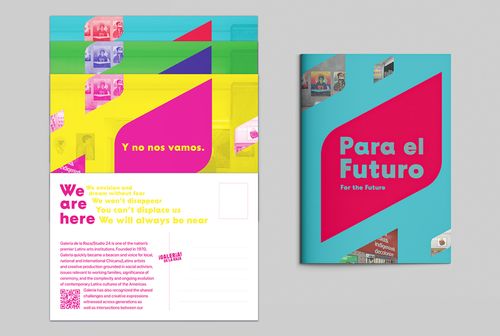 Y no nos vamos.
We
are
here
We envision and
dream without fear
We won't disappear
You can't displace us
We will always be near
Galería de la Raza/Studio 24 is one of the nation's
premier Latinx arts institutions. Founded in 1970,
Galería quickly became a beacon and voice for local,
national and international Chicanx/Latinx artists
and creative production grounded in social activism,
issues relevant to working families, significance of
ceremony, and the complexity and ongoing evolution
of contemporary Latinx cultures of the Americas.
Galería has also recognized the shared
challenges and creative expressions
witnessed across generations as
well as intersections between our
¡GALERÍA!
DE LA RAZA
Para el
Futuro
For the Future